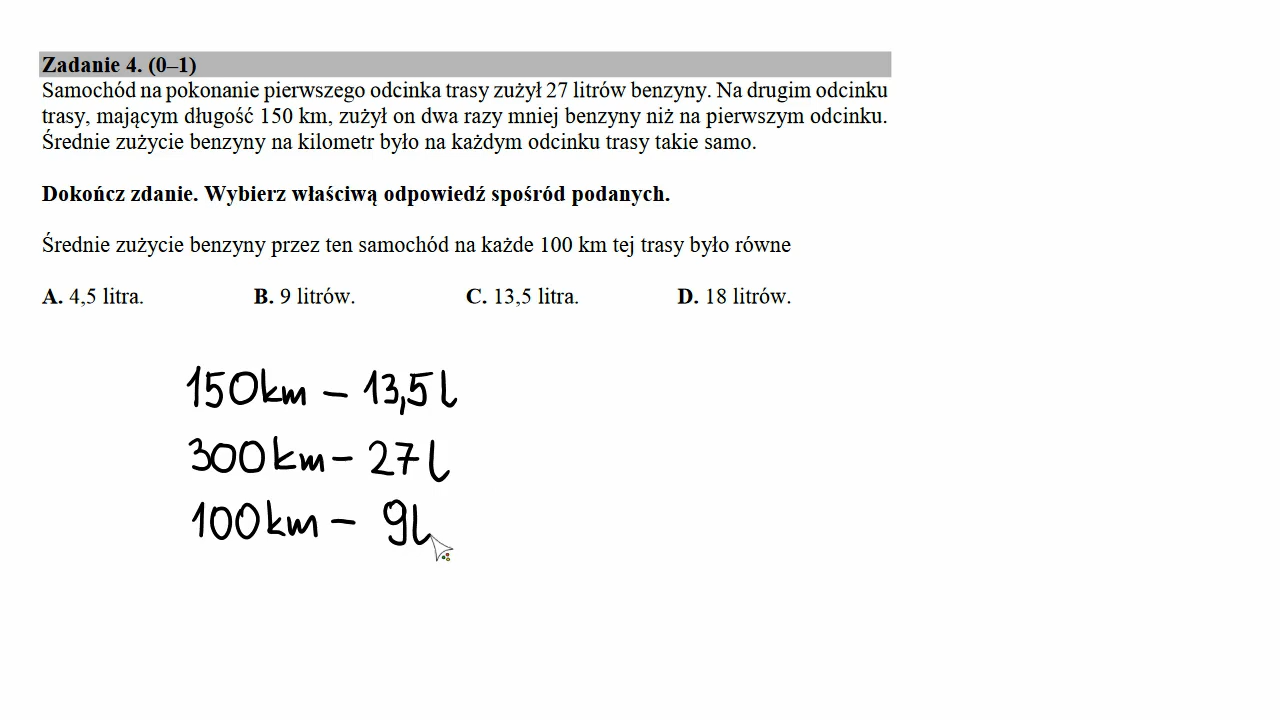 Zadanie 4. (0–1)
Samochód na pokonanie pierwszego odcinka trasy zużył 27 litrów benzyny. Na drugim odcinku
trasy, mającym długość 150 km, zużył on dwa razy mniej benzyny niż na pierwszym odcinku.
Średnie zużycie benzyny na kilometr było na każdym odcinku trasy takie samo.
Dokończ zdanie. Wybierz właściwą odpowiedź spośród podanych.
Średnie zużycie benzyny przez ten samochód na każde 100 km tej trasy było równe
A. 4,5 litra. B. 9 litrów. C. 13,5 litra. D. 18 litrów.
150km – 13,5l
300km – 27l
100km – 9l